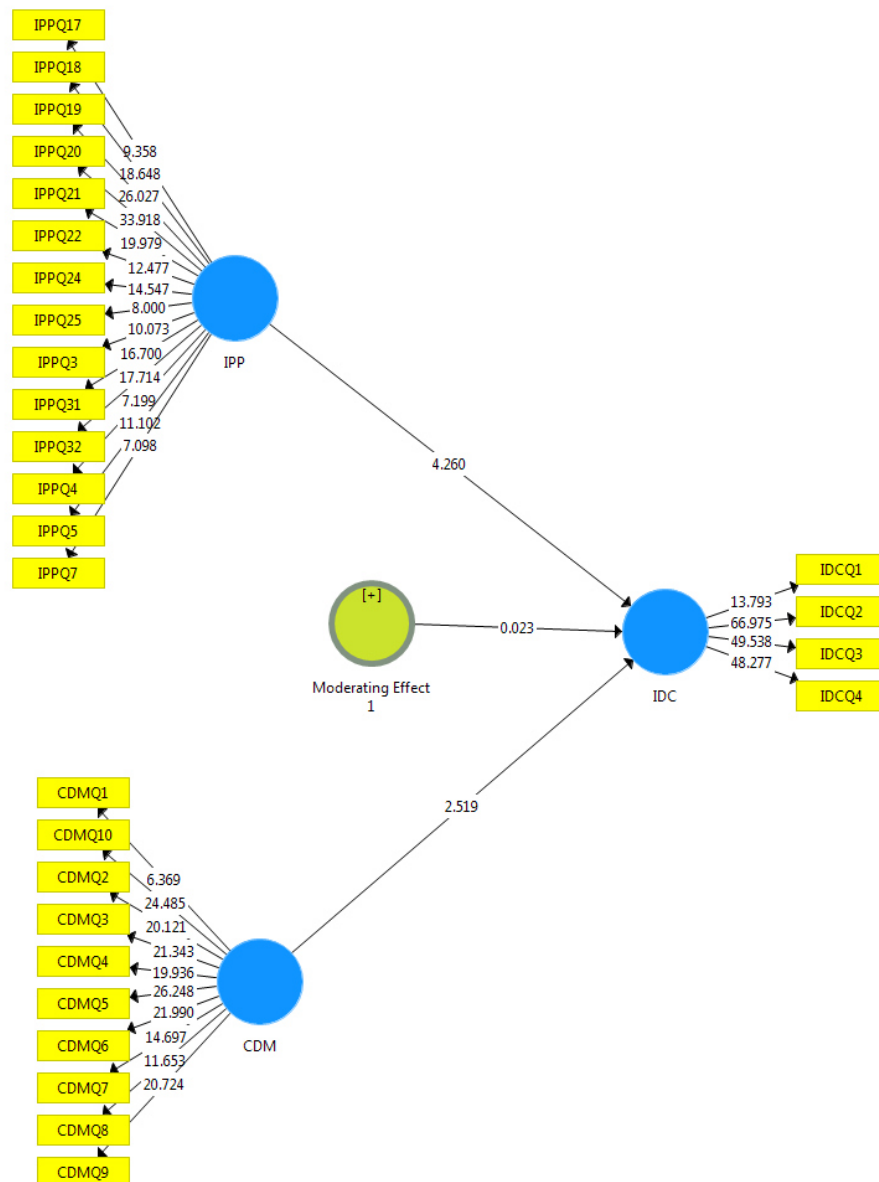 IPPQ17
IPPQ18
IPPQ19
IPPQ20
IPPQ21
IPPQ22
IPPQ24
IPPQ25
IPPQ3
IPPQ31
IPPQ32
IPPQ4
IPPQ5
IPPQ7
9.358
18.648
26.027
33.918
19.979
12.477
14.547
8.000
10.073
16.700
17.714
7.199
11.102
7.098
IPP
4.260
[+]
Moderating Effect
1
0.023
IDC
13.793
66.975
49.538
48.277
IDCQ1
IDCQ2
IDCQ3
IDCQ4
2.519
CDMQ1
CDMQ10
CDMQ2
CDMQ3
CDMQ4
CDMQ5
CDMQ6
CDMQ7
CDMQ8
CDMQ9
6.369
24.485
20.121
21.343
19.936
26.248
21.990
14.697
11.653
20.724
CDM